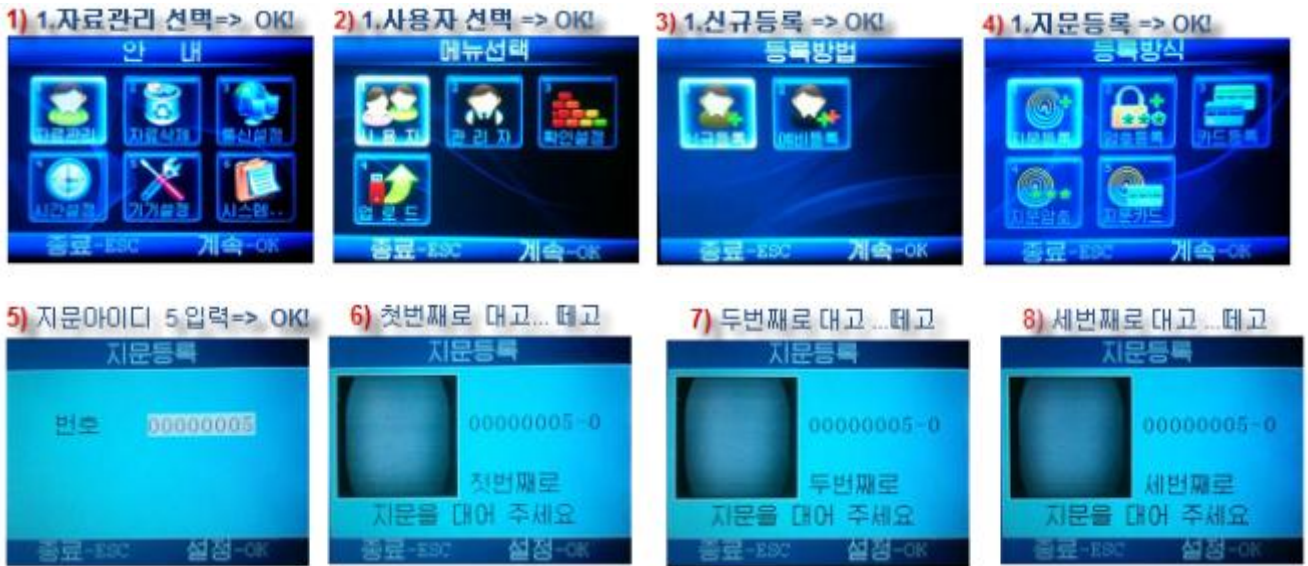 1) 1.자료관리 선택=> OK!
안 내
1 자료관리
2 자료삭제
3 통신설정
4 시간설정
5 기기설정
6 시스템..
종료-ESC 계속-OK
2) 1.사용자 선택 => OK!
메뉴선택
사 용 자
2 관 리 자
3 확인설정
4 업 로 드
종료-ESC 계속-OK
3) 1.신규등록 => OK!
등록방법
신규등록
예비등록
종료-ESC 계속-OK
4) 1.지문등록 => OK!
등록방식
지문등록
암호등록
카드등록
4 지문암호
5 지문카드
종료-ESC 계속-OK
5) 지문아이디 5 입력=> OK!
지문등록
번호 00000005
종료-ESC 설정-OK
6) 첫번째로 대고... 떼고
지문등록
00000005-0
첫번째로
지문을 대어 주세요
종료-ESC 설정-OK
7) 두번째로 대고 ...떼고
지문등록
00000005-0
두번째로
지문을 대어 주세요
종료-ESC 설정-OK
8) 세번째로 대고 ...떼고
지문등록
00000005-0
세번째로
지문을 대어 주세요
종료-ESC 설정-OK